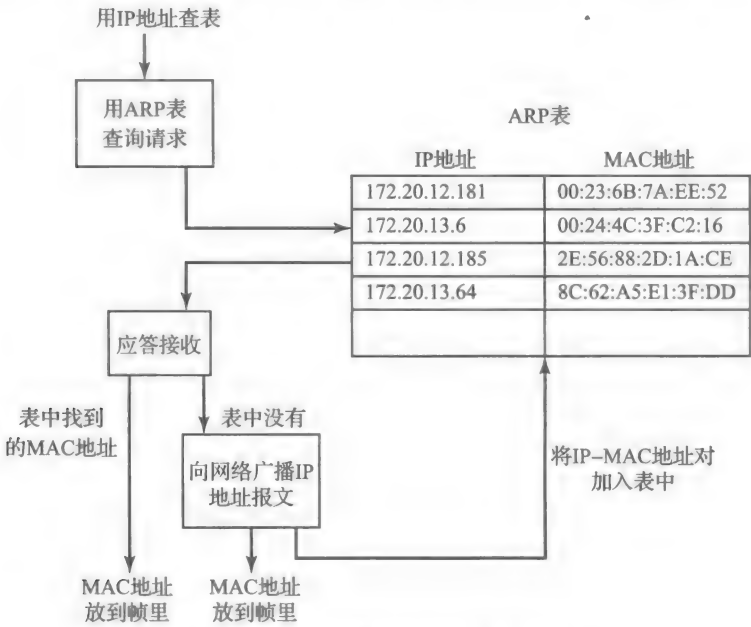 用IP地址查表
用ARP表
查询请求
ARP表
IP地址 MAC地址
172.20.12.181 00:23:6B:7A:EE:52
172.20.13.6 00:24:4C:3F:C2:16
172.20.12.185 2E:56:88:2D:1A:CE
172.20.13.64 8C:62:A5:E1:3F:DD
应答接收
表中找到
的MAC地址
表中没有
向网络广播IP
地址报文
将IP–MAC地址对
加入表中
MAC地址
放到帧里
MAC地址
放到帧里